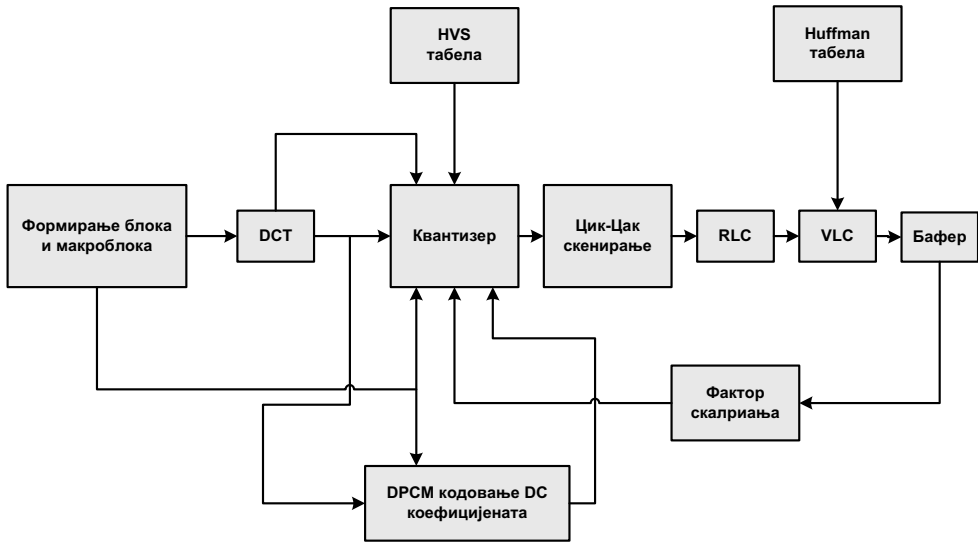 HVS
табела
Huffman
табела
Формирање блока
и макроблока
DCT
Квантизер
Цик-Цак
скенирање
RLC
VLC
Бафер
Фактор
скалриања
DPCM кодовање DC
коефицијената